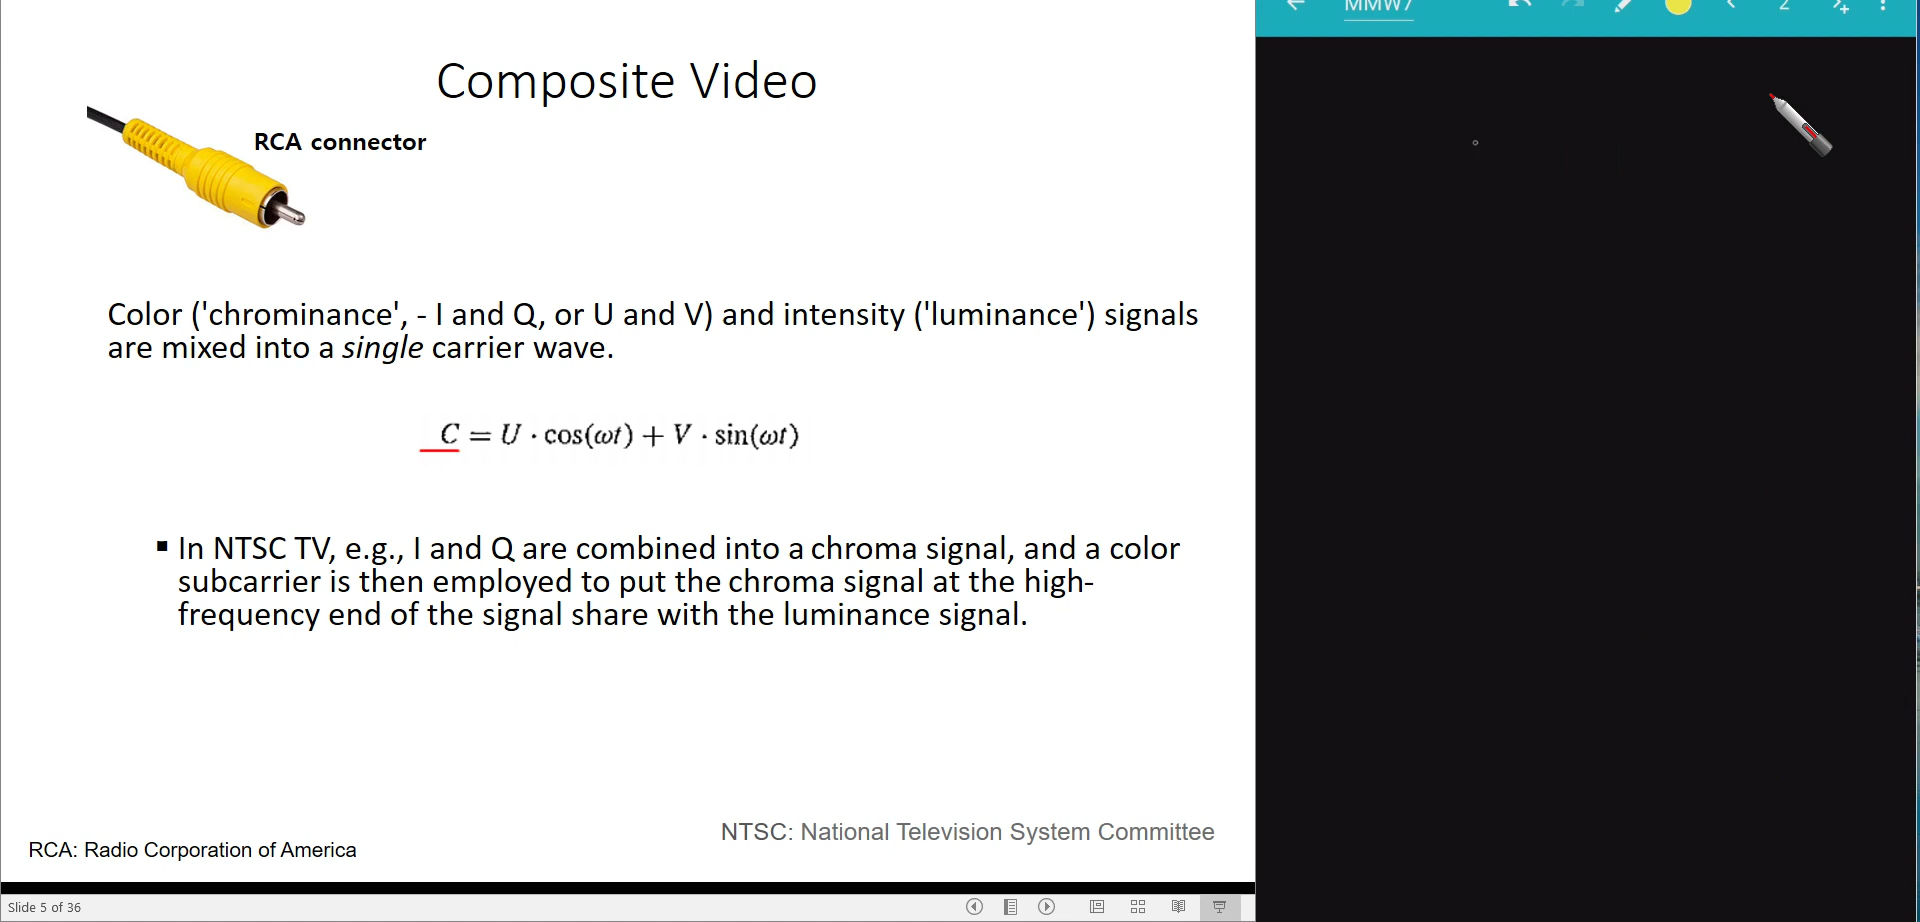 Composite Video
RCA connector
Color ('chrominance', - I and Q, or U and V) and intensity ('luminance') signals
are mixed into a single carrier wave.
C = U · cos(ωt) + V · sin(ωt)
▪ In NTSC TV, e.g., I and Q are combined into a chroma signal, and a color
subcarrier is then employed to put the chroma signal at the high-
frequency end of the signal share with the luminance signal.
NTSC: National Television System Committee
RCA: Radio Corporation of America
Slide 5 of 36
MMW7
2